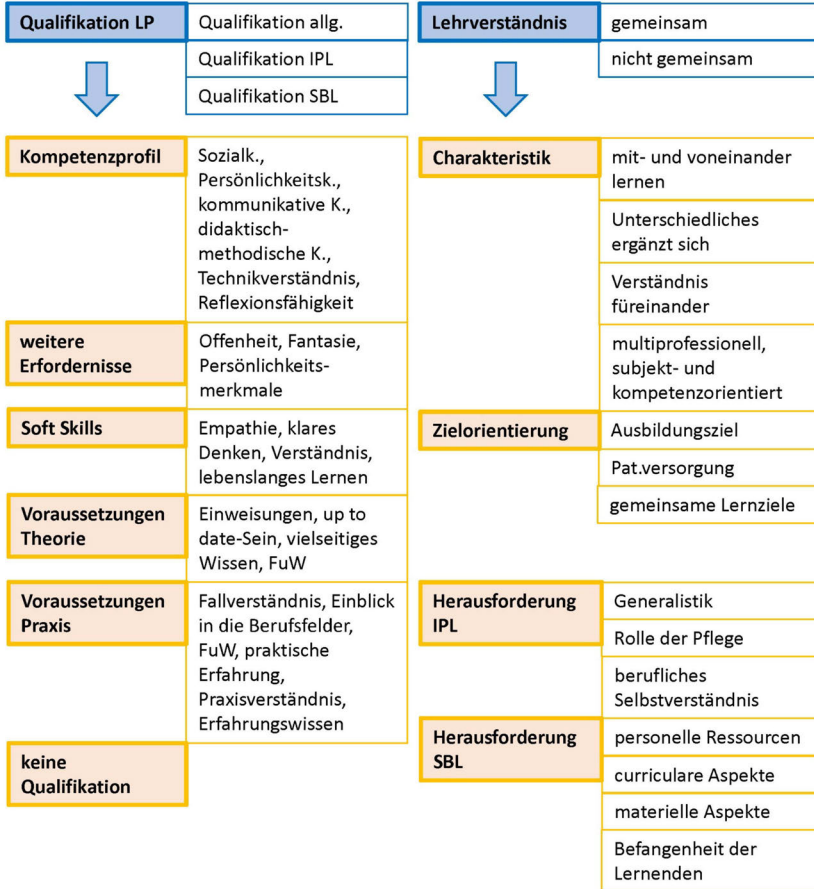 Qualifikation LP
Qualifikation allg.
Qualifikation IPL
Qualifikation SBL
Kompetenzprofil
Sozialk.,
Persönlichkeitsk.,
kommunikative K.,
didaktisch-
methodische K.,
Technikverständnis,
Reflexionsfähigkeit
weitere
Erfordernisse
Offenheit, Fantasie,
Persönlichkeits-
merkmale
Soft Skills
Empathie, klares
Denken, Verständnis,
lebenslanges Lernen
Voraussetzungen
Theorie
Einweisungen, up to
date-Sein, vielseitiges
Wissen, FuW
Voraussetzungen
Praxis
Fallverständnis, Einblick
in die Berufsfelder,
FuW, praktische
Erfahrung,
Praxisverständnis,
Erfahrungswissen
keine
Qualifikation
Lehrverständnis
gemeinsam
nicht gemeinsam
Charakteristik
mit- und voneinander
lernen
Unterschiedliches
ergänzt sich
Verständnis
füreinander
multiprofessionell,
subjekt- und
kompetenzorientiert
Zielorientierung
Ausbildungsziel
Pat.versorgung
gemeinsame Lernziele
Herausforderung
IPL
Generalistik
Rolle der Pflege
berufliches
Selbstverständnis
Herausforderung
SBL
personelle Ressourcen
curriculare Aspekte
materielle Aspekte
Befangenheit der
Lernenden